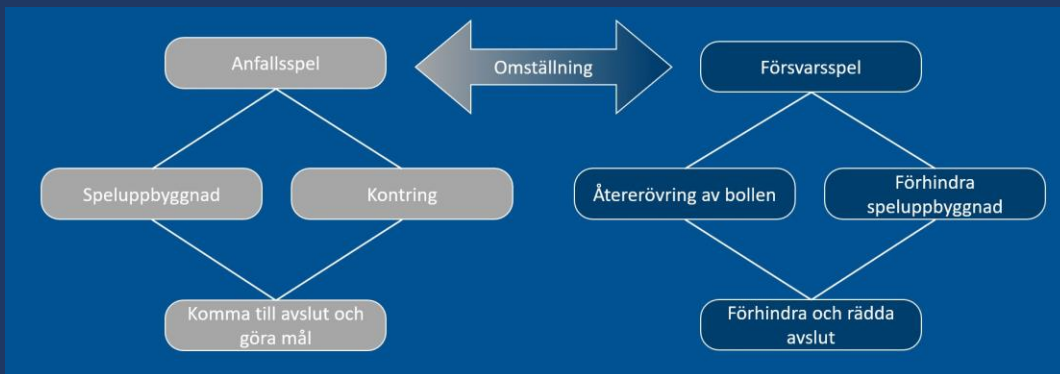 Anfallsspel
Omställning
Försvarsspel
Speluppbyggnad
Kontring
Återerövring av bollen
Förhindra
speluppbyggnad
Komma till avslut och
göra mål
Förhindra och rädda
avslut